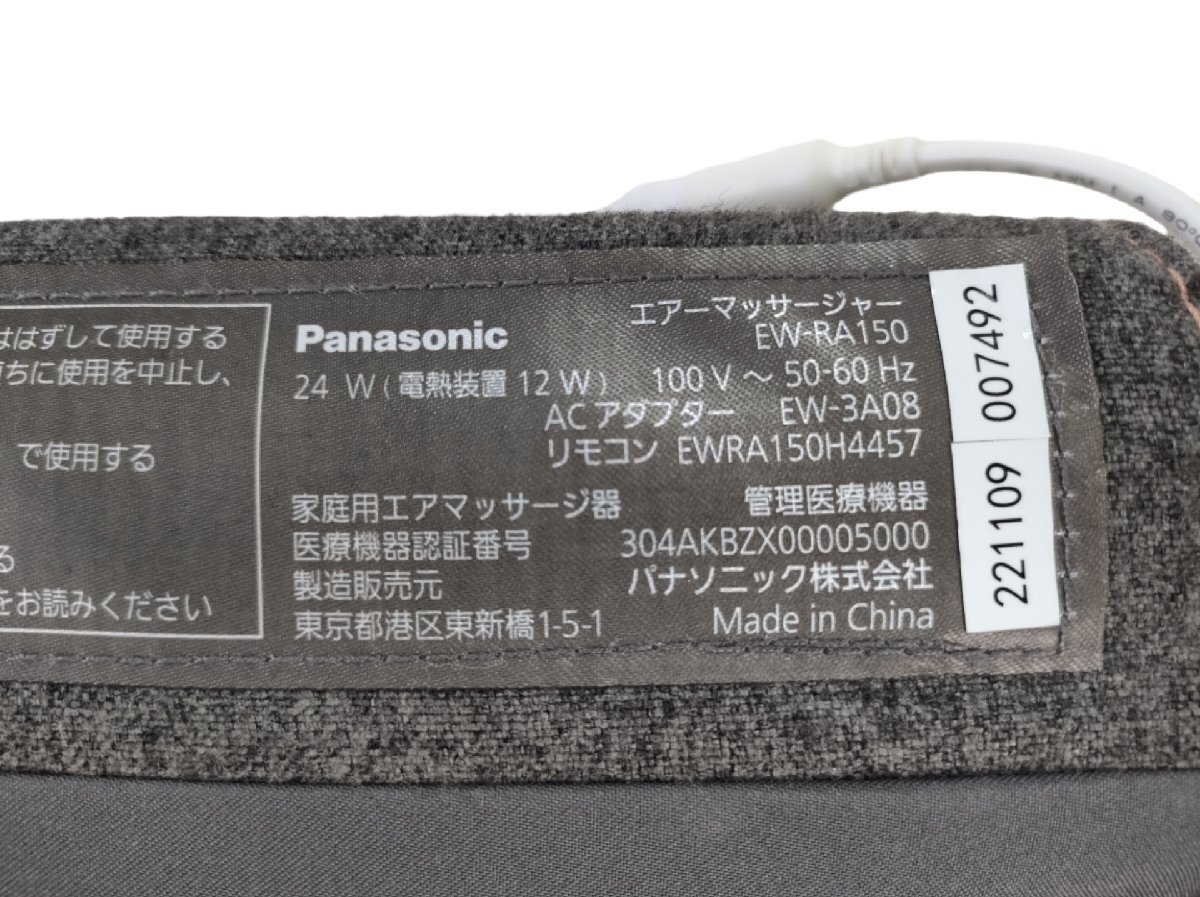 はずして使用する
ちに使用を中止し、
で使用する
る
をお読みください
Panasonic
エアーマッサージャー
EW-RA150
24 W(電熱装置 12 W) 100 V ~ 50-60 Hz
ACアダプター EW-3A08
リモコン EWRA150H4457
家庭用エアマッサージ器 管理医療機器
医療機器認証番号 304AKBZX00005000
製造販売元 パナソニック株式会社
東京都港区東新橋1-5-1 Made in China
221109 007492